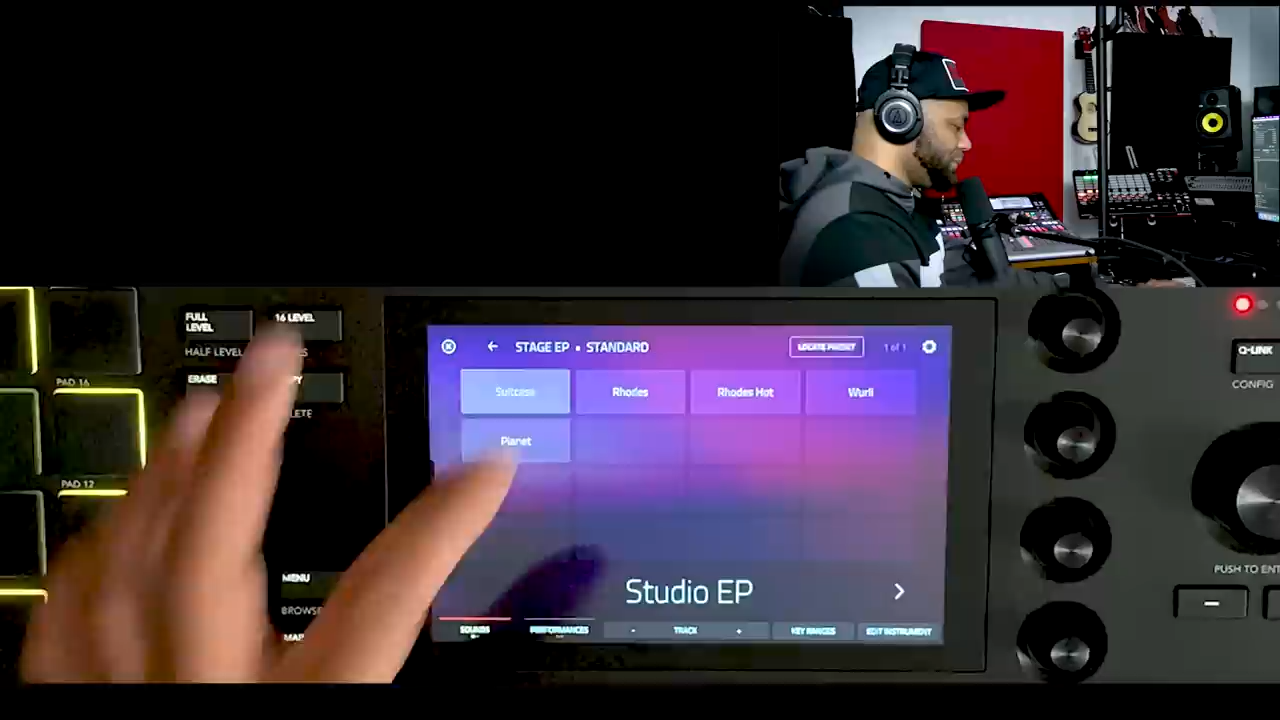 FULL
LEVEL
16 LEVEL
HALF LEVEL
ERASE
PAD 16
PAD 12
MENU
BROWSE
STAGE EP • STANDARD
LOCATE PRESET
1 of 1
Suitcase
Rhodes
Rhodes Hot
Wurli
Planet
Studio EP
SOUNDS
PERFORMANCES
- TRACK +
KEY RANGES
EDIT INSTRUMENT
Q-LINK
CONFIG
PUSH TO ENT